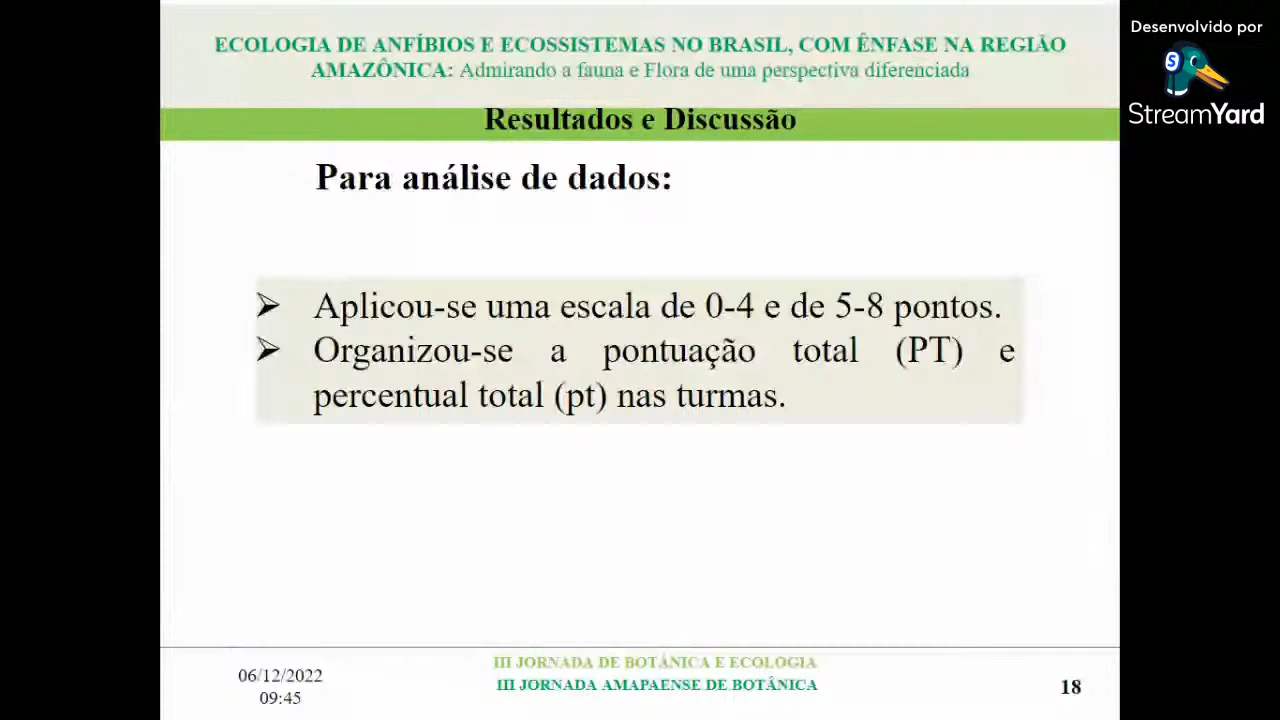 Desenvolvido por
StreamYard
ECOLOGIA DE ANFÍBIOS E ECOSSISTEMAS NO BRASIL, COM ÊNFASE NA REGIÃO
AMAZÔNICA: Admirando a fauna e Flora de uma perspectiva diferenciada
Resultados e Discussão
Para análise de dados:
➢ Aplicou-se uma escala de 0-4 e de 5-8 pontos.
➢ Organizou-se a pontuação total (PT) e
percentual total (pt) nas turmas.
06/12/2022
09:45
III JORNADA DE BOTÂNICA E ECOLOGIA
III JORNADA AMAPAENSE DE BOTÂNICA
18